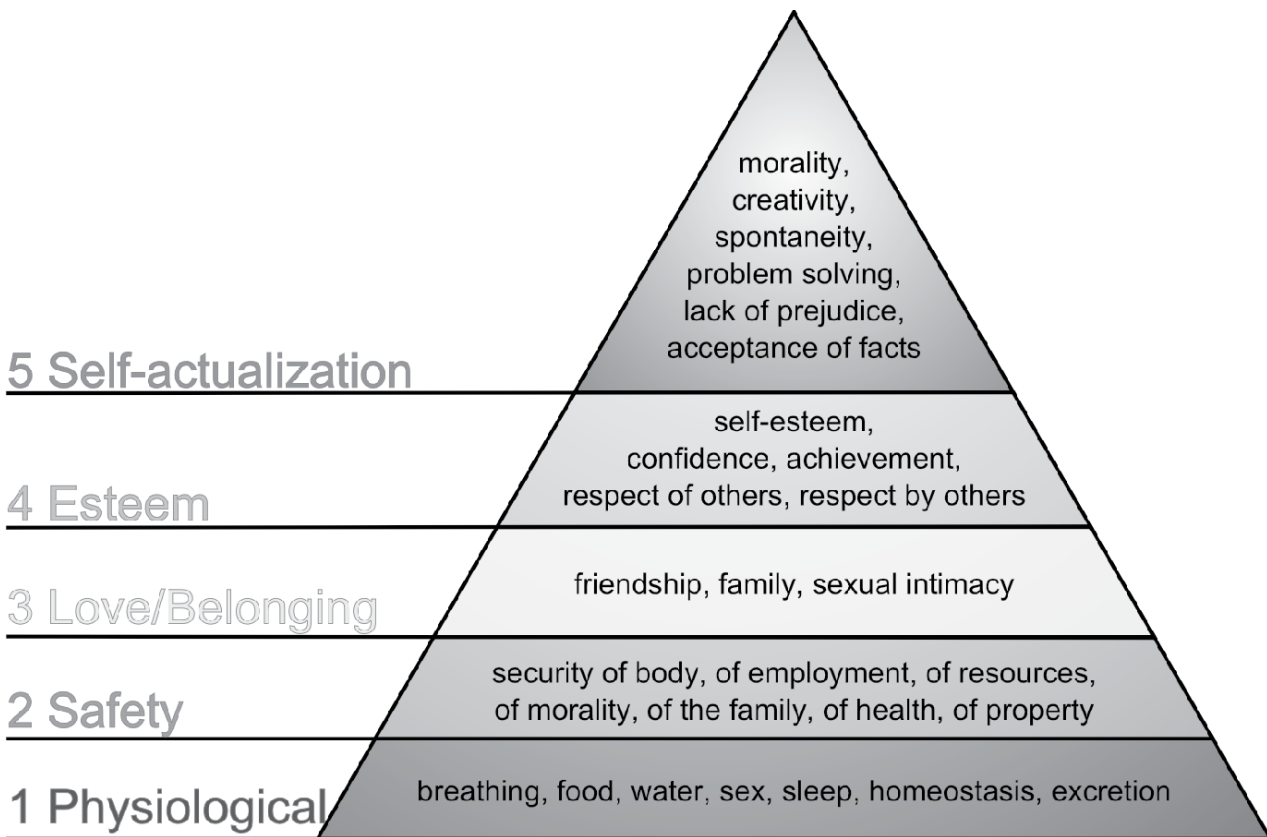 morality,
creativity,
spontaneity,
problem solving,
lack of prejudice,
acceptance of facts
5 Self-actualization
self-esteem,
confidence, achievement,
respect of others, respect by others
4 Esteem
friendship, family, sexual intimacy
3 Love/Belonging
security of body, of employment, of resources,
of morality, of the family, of health, of property
2 Safety
breathing, food, water, sex, sleep, homeostasis, excretion
1 Physiological